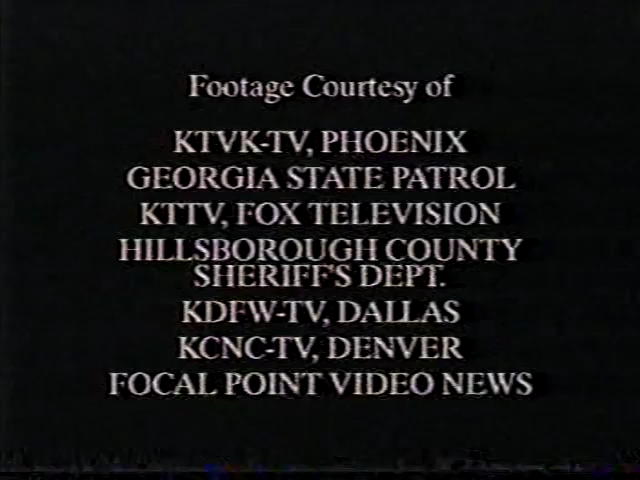 Footage Courtesy of
KTVK-TV, PHOENIX
GEORGIA STATE PATROL
KTTV, FOX TELEVISION
HILLSBOROUGH COUNTY
SHERIFF'S DEPT.
KDFW-TV, DALLAS
KCNC-TV, DENVER
FOCAL POINT VIDEO NEWS